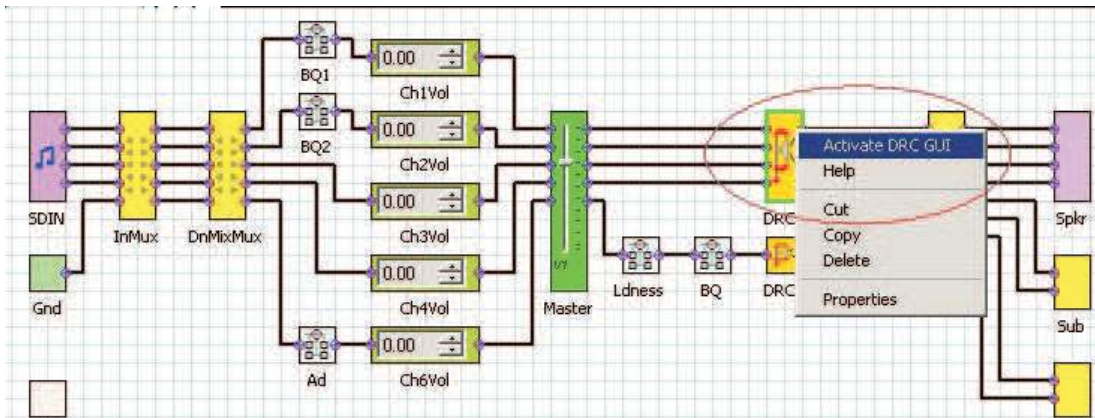 BQ1
0.00
Ch1Vol
BQ2
0.00
Ch2Vol
SDIN
InMux
DnMixMux
0.00
Ch3Vol
Gnd
0.00
Ch4Vol
Ad
0.00
Ch6Vol
Master
Ldness
BQ
DRC
DRC
Activate DRC GUI
Help
Cut
Copy
Delete
Properties
Spkr
Sub